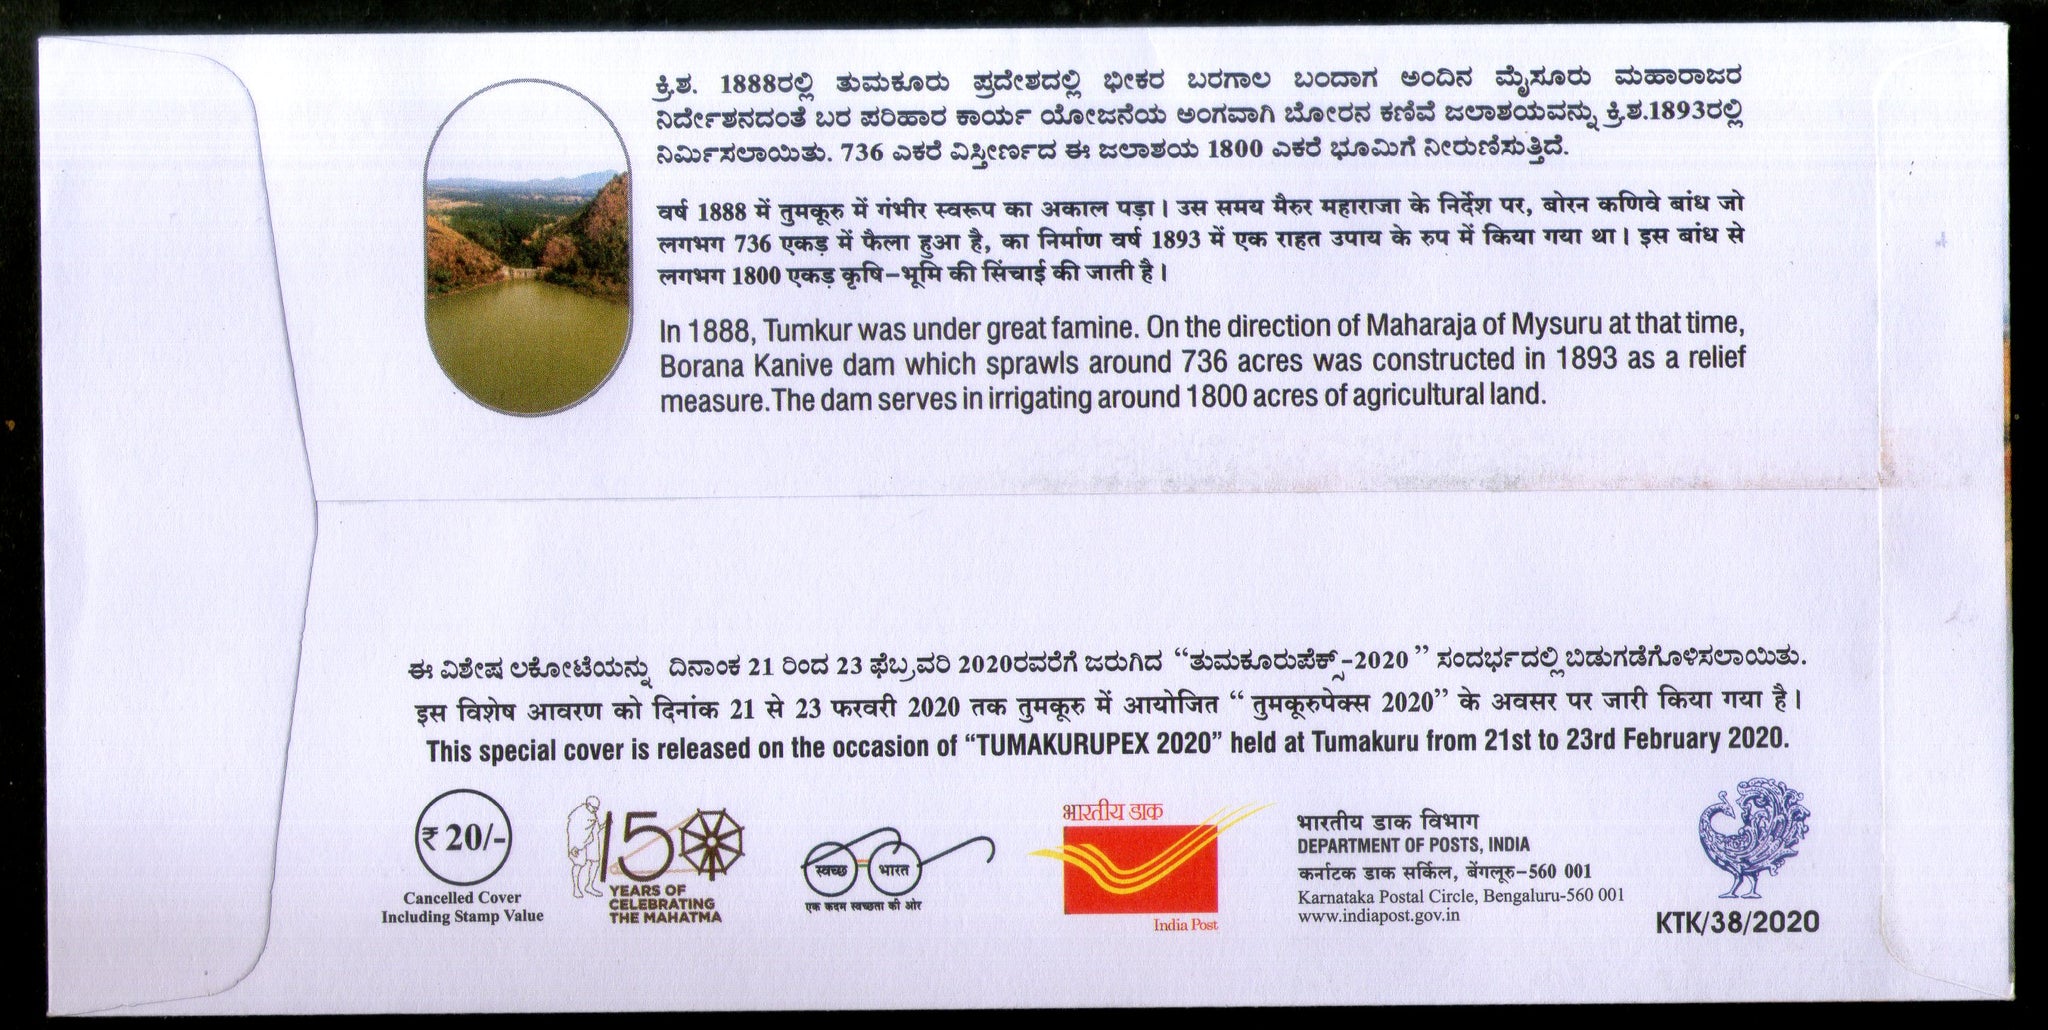 ಕ್ರಿ.ಶ. 1888ರಲ್ಲಿ ತುಮಕೂರು ಪ್ರದೇಶದಲ್ಲಿ ಭೀಕರ ಬರಗಾಲ ಬಂದಾಗ ಅಂದಿನ ಮೈಸೂರು ಮಹಾರಾಜರ
ನಿರ್ದೇಶನದಂತೆ ಬರ ಪರಿಹಾರ ಕಾರ್ಯ ಯೋಜನೆಯ ಅಂಗವಾಗಿ ಬೋರನ ಕಣಿವೆ ಜಲಾಶಯವನ್ನು ಕ್ರಿ.ಶ.1893ರಲ್ಲಿ
ನಿರ್ಮಿಸಲಾಯಿತು. 736 ಎಕರೆ ವಿಸ್ತೀರ್ಣದ ಈ ಜಲಾಶಯ 1800 ಎಕರೆ ಭೂಮಿಗೆ ನೀರುಣಿಸುತ್ತಿದೆ.
वर्ष 1888 में तुमकूरु में गंभीर स्वरूप का अकाल पड़ा। उस समय मैरुर महाराजा के निर्देश पर, बोरन कणिवे बांध जो
लगभग 736 एकड़ में फैला हुआ है, का निर्माण वर्ष 1893 में एक राहत उपाय के रुप में किया गया था। इस बांध से
लगभग 1800 एकड़ कृषि-भूमि की सिंचाई की जाती है।
In 1888, Tumkur was under great famine. On the direction of Maharaja of Mysuru at that time,
Borana Kanive dam which sprawls around 736 acres was constructed in 1893 as a relief
measure.The dam serves in irrigating around 1800 acres of agricultural land.
ಈ ವಿಶೇಷ ಲಕೋಟೆಯನ್ನು ದಿನಾಂಕ 21 ರಿಂದ 23 ಫೆಬ್ರವರಿ 2020ರವರೆಗೆ ಜರುಗಿದ “ತುಮಕೂರುಪೆಕ್ಸ್-2020” ಸಂದರ್ಭದಲ್ಲಿ ಬಿಡುಗಡೆಗೊಳಿಸಲಾಯಿತು.
इस विशेष आवरण को दिनांक 21 से 23 फरवरी 2020 तक तुमकूरु में आयोजित “ तुमकूरुपेक्स 2020” के अवसर पर जारी किया गया है।
This special cover is released on the occasion of “TUMAKURUPEX 2020” held at Tumakuru from 21st to 23rd February 2020.
₹ 20/-
Cancelled Cover
Including Stamp Value
150
YEARS OF
CELEBRATING
THE MAHATMA
स्वच्छ भारत
एक कदम स्वच्छता की ओर
भारतीय डाक
India Post
भारतीय डाक विभाग
DEPARTMENT OF POSTS, INDIA
कर्नाटक डाक सर्किल, बेंगलूरु-560 001
Karnataka Postal Circle, Bengaluru-560 001
www.indiapost.gov.in
KTK/38/2020